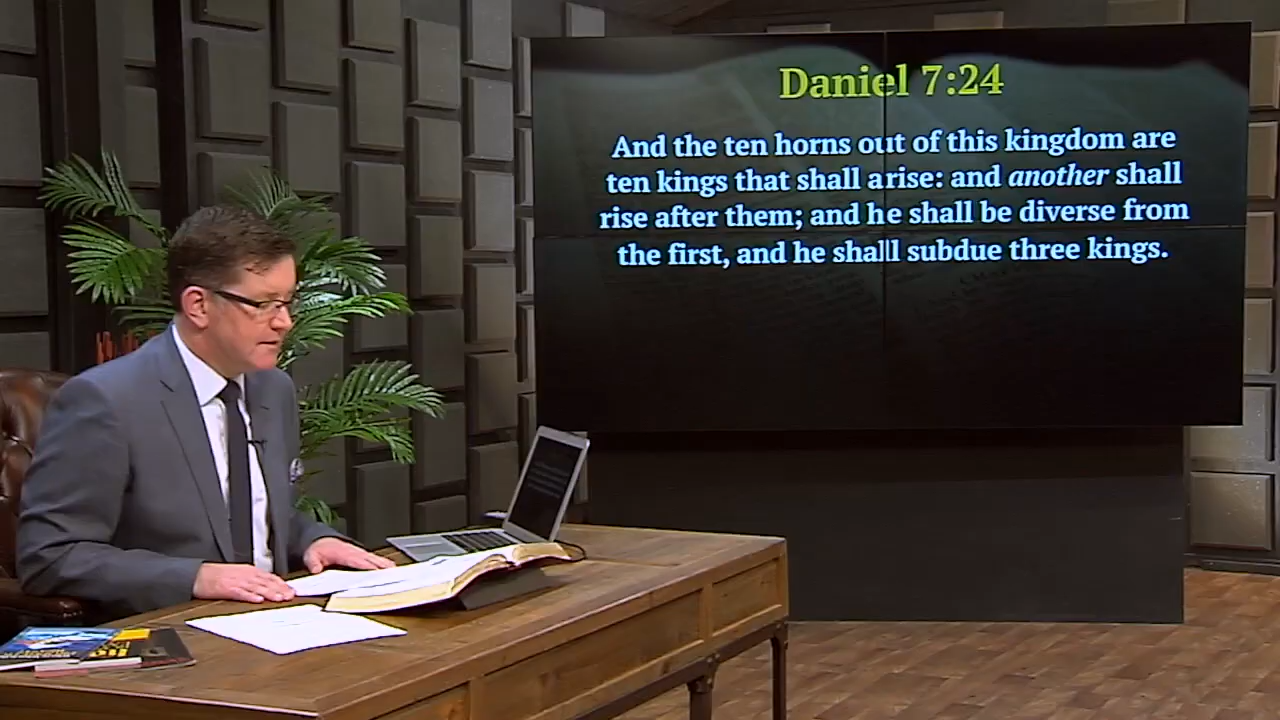 Daniel 7:24
And the ten horns out of this kingdom are
ten kings that shall arise: and another shall
rise after them; and he shall be diverse from
the first, and he shall subdue three kings.